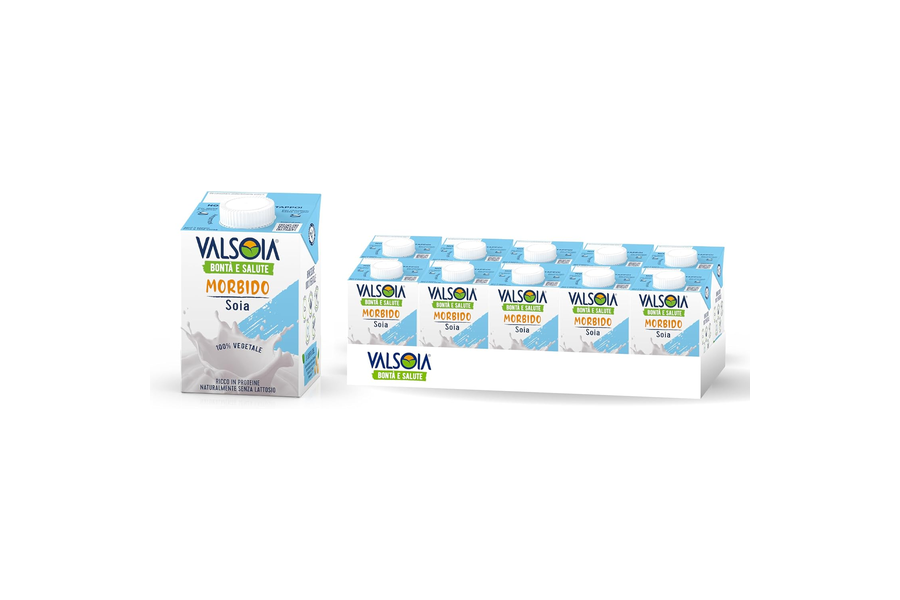 VALSOIA®
BONTÀ E SALUTE
MORBIDO
Soia
100% VEGETALE
RICCO IN PROTEINE
NATURALMENTE SENZA LATTOSIO
VALSOIA
BONTÀ E SALUTE
MORBIDO
Soia
VALSOIA
BONTÀ E SALUTE
MORBIDO
Soia
VALSOIA
BONTÀ E SALUTE
MORBIDO
Soia
VALSOIA
BONTÀ E SALUTE
MORBIDO
Soia
VALSOIA
BONTÀ E SALUTE
MORBIDO
Soia
VALSOIA®
BONTÀ E SALUTE